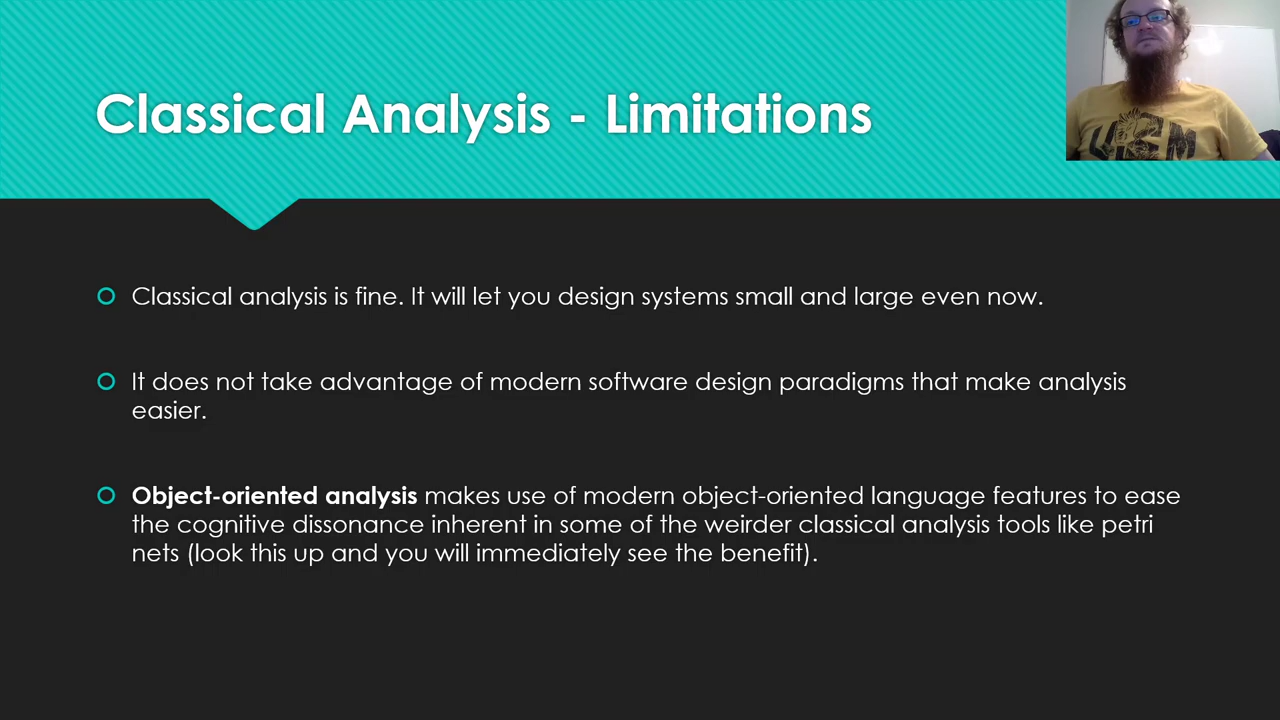 Classical Analysis - Limitations
Classical analysis is fine. It will let you design systems small and large even now.
It does not take advantage of modern software design paradigms that make analysis
easier.
Object-oriented analysis makes use of modern object-oriented language features to ease
the cognitive dissonance inherent in some of the weirder classical analysis tools like petri
nets (look this up and you will immediately see the benefit).